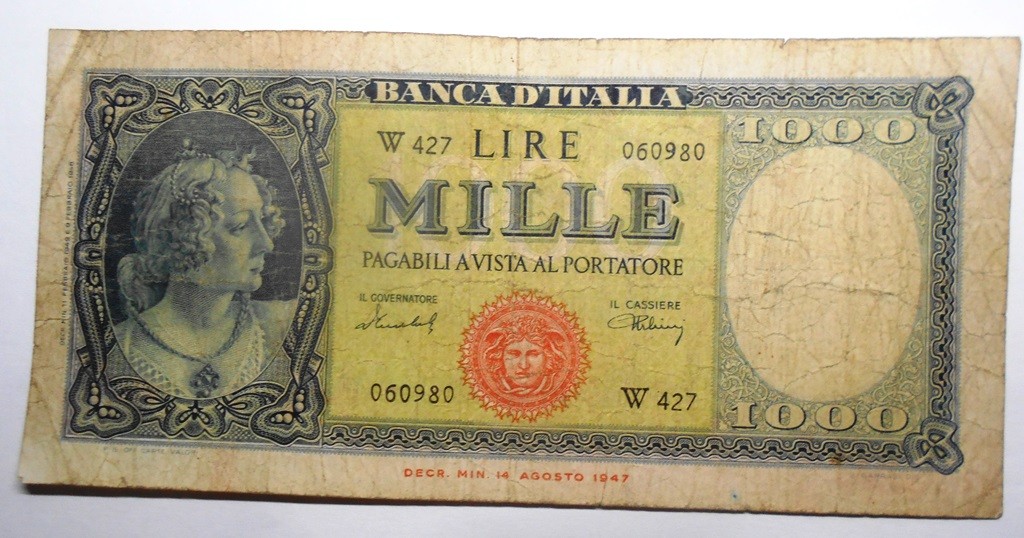 BANCA D'ITALIA
W 427 LIRE 060980
1000
MILLE
PAGABILI A VISTA AL PORTATORE
IL GOVERNATORE
IL CASSIERE
060980
W 427
1000
DECR. MIN. 14 AGOSTO 1947